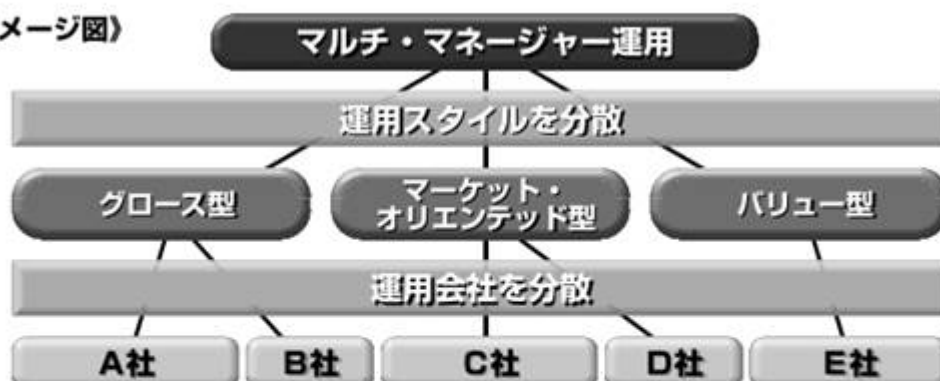 メージ図》
マルチ・マネージャー運用
運用スタイルを分散
グロース型
マーケット・
オリエンテッド型
バリュー型
運用会社を分散
A社
B社
C社
D社
E社